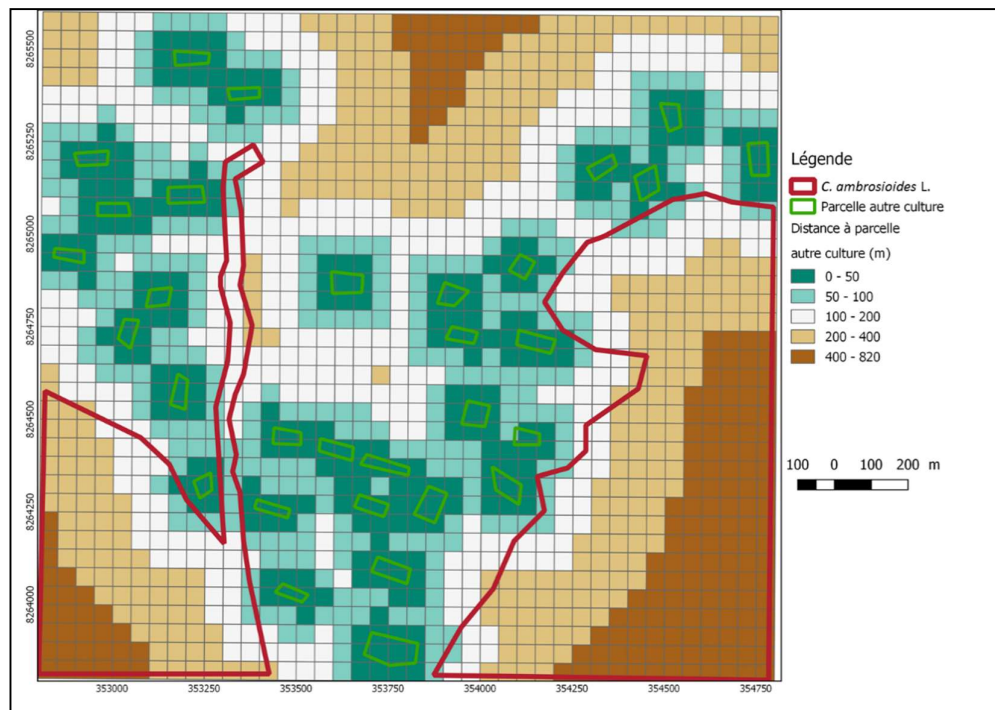 8265500
8265250
8265000
8264750
8264500
8264250
8264000
353000 353250 353500 353750 354000 354250 354500 354750
Légende
C. ambrosioides L.
Parcelle autre culture
Distance à parcelle
autre culture (m)
0 - 50
50 - 100
100 - 200
200 - 400
400 - 820
100 0 100 200 m